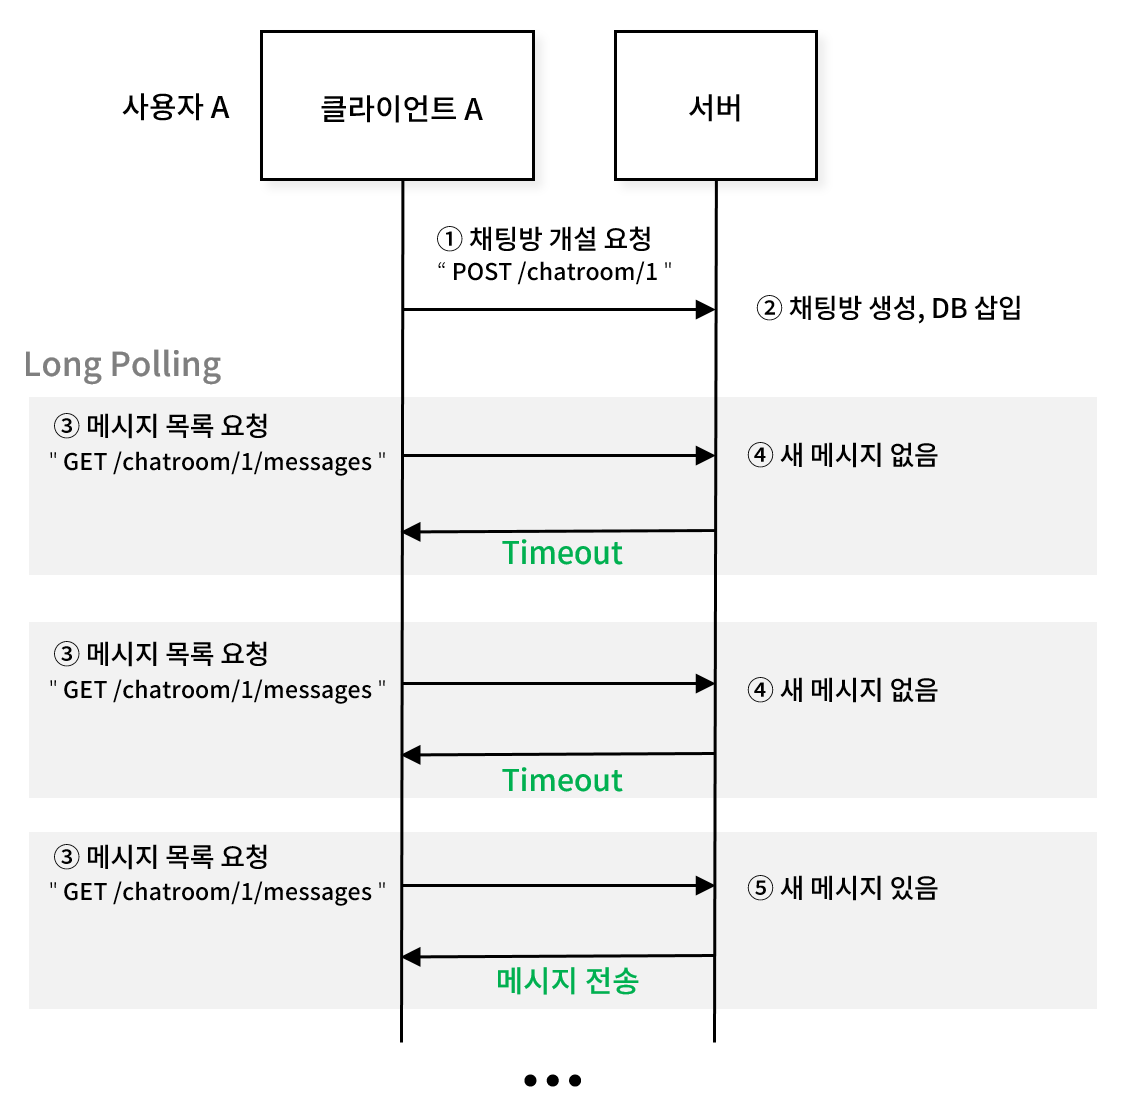 사용자 A
클라이언트 A
서버
① 채팅방 개설 요청
“ POST /chatroom/1 "
② 채팅방 생성, DB 삽입
Long Polling
③ 메시지 목록 요청
" GET /chatroom/1/messages "
④ 새 메시지 없음
Timeout
③ 메시지 목록 요청
" GET /chatroom/1/messages "
④ 새 메시지 없음
Timeout
③ 메시지 목록 요청
" GET /chatroom/1/messages "
⑤ 새 메시지 있음
메시지 전송
•••